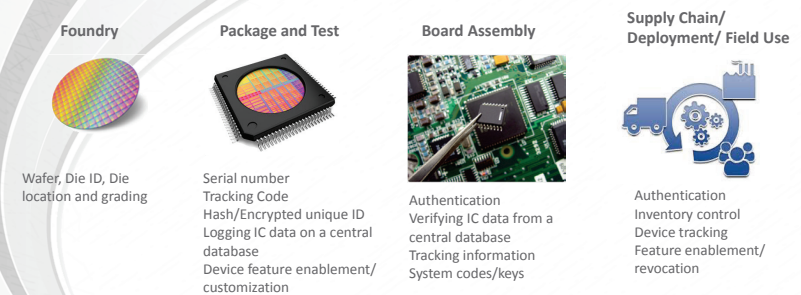 Foundry
Wafer, Die ID, Die
location and grading
Package and Test
Serial number
Tracking Code
Hash/Encrypted unique ID
Logging IC data on a central
database
Device feature enablement/
customization
Board Assembly
Authentication
Verifying IC data from a
central database
Tracking information
System codes/keys
Supply Chain/
Deployment/ Field Use
Authentication
Inventory control
Device tracking
Feature enablement/
revocation